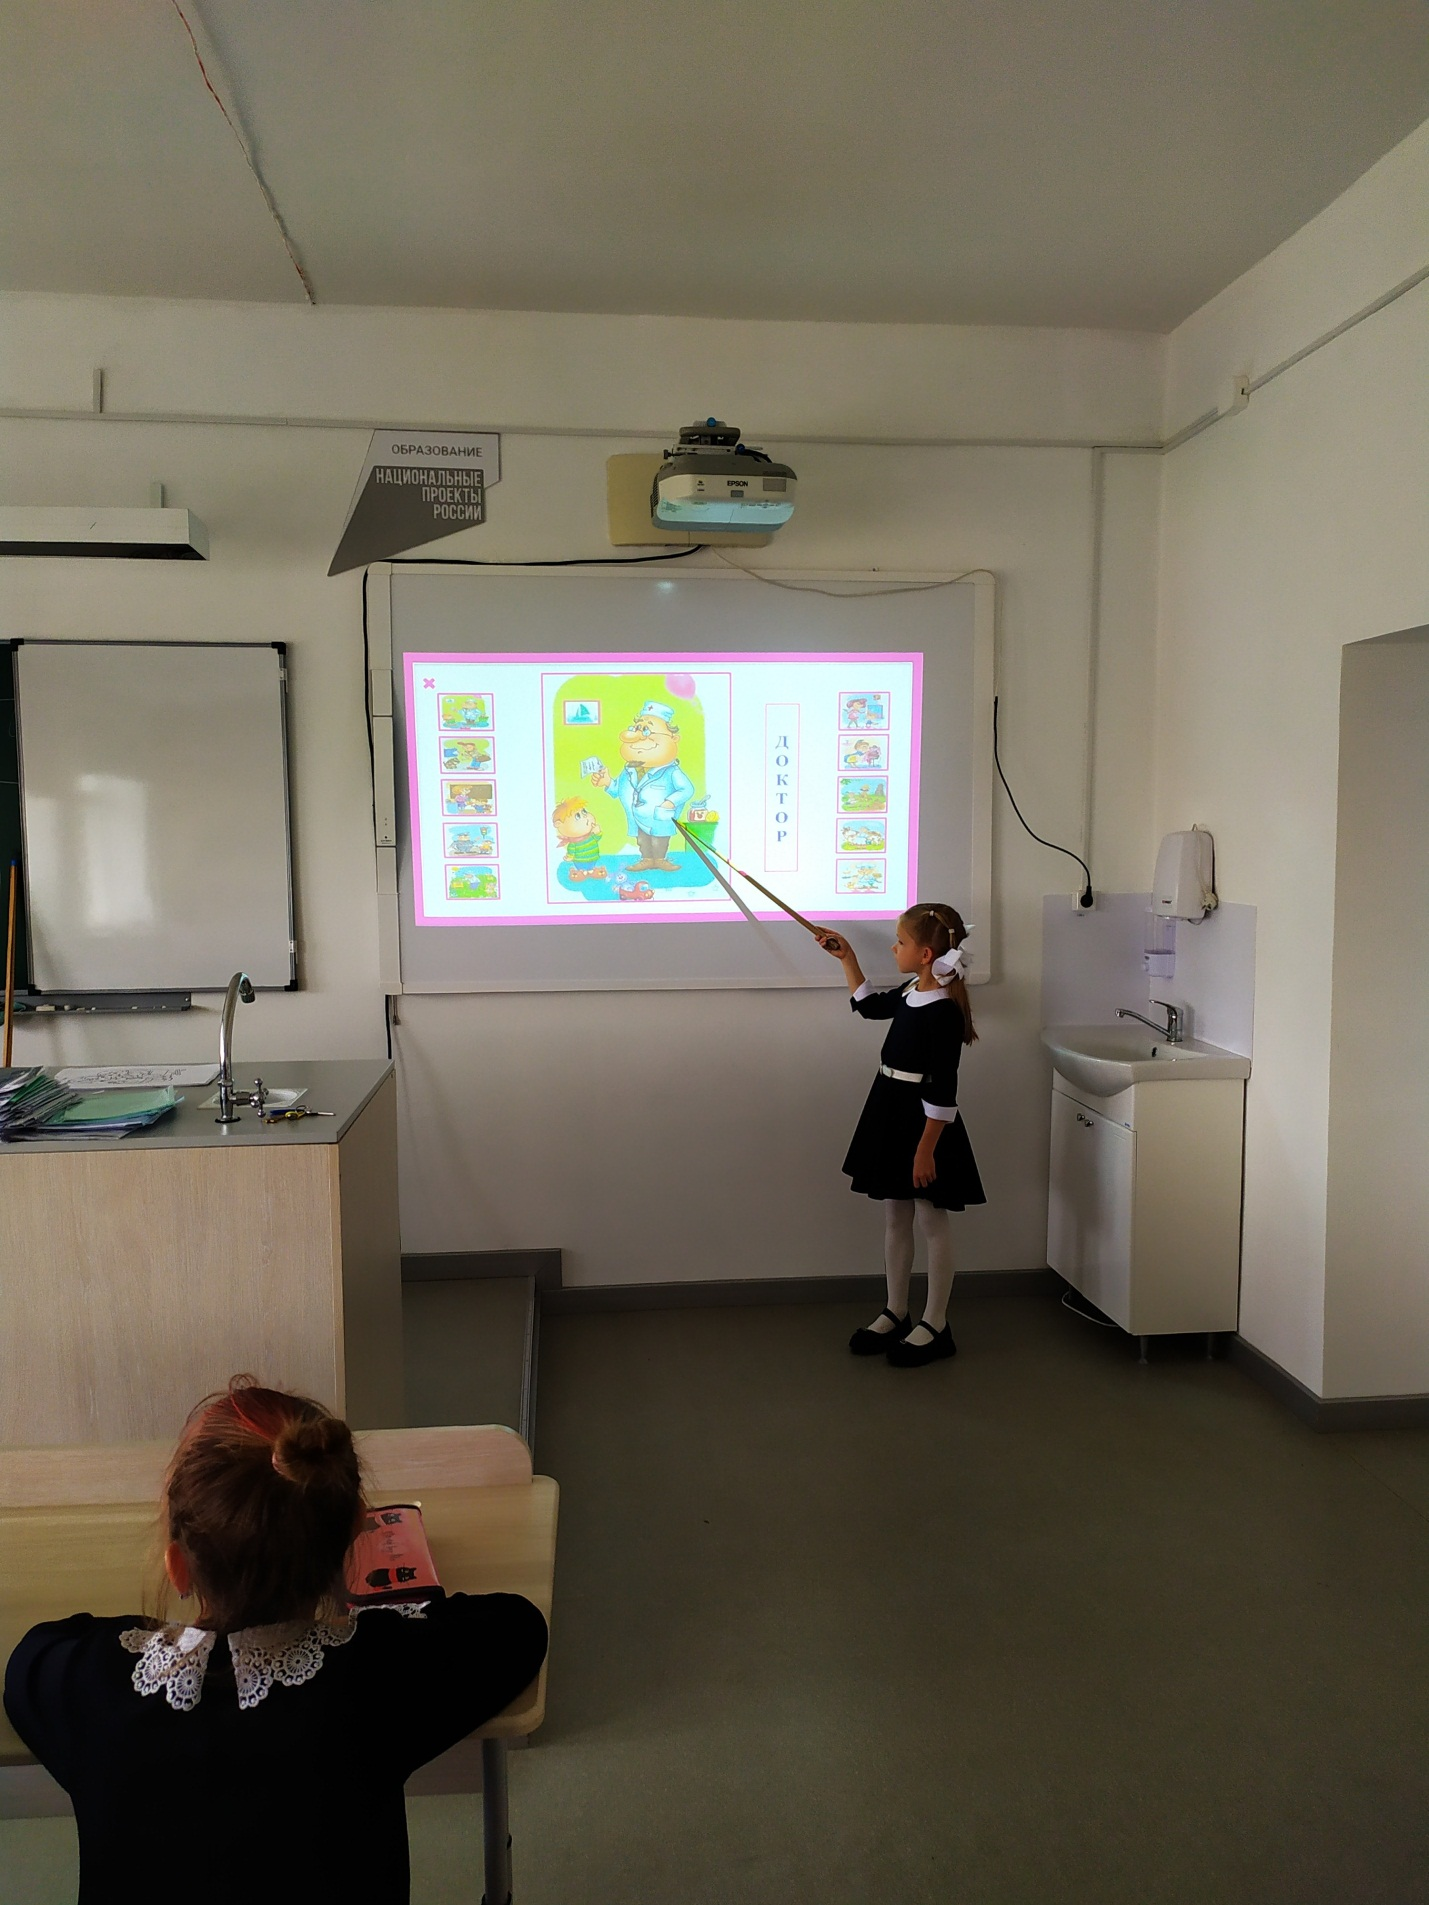 ОБРАЗОВАНИЕ
НАЦИОНАЛЬНЫЕ
ПРОЕКТЫ
РОССИИ
EPSON
ДОКТОР